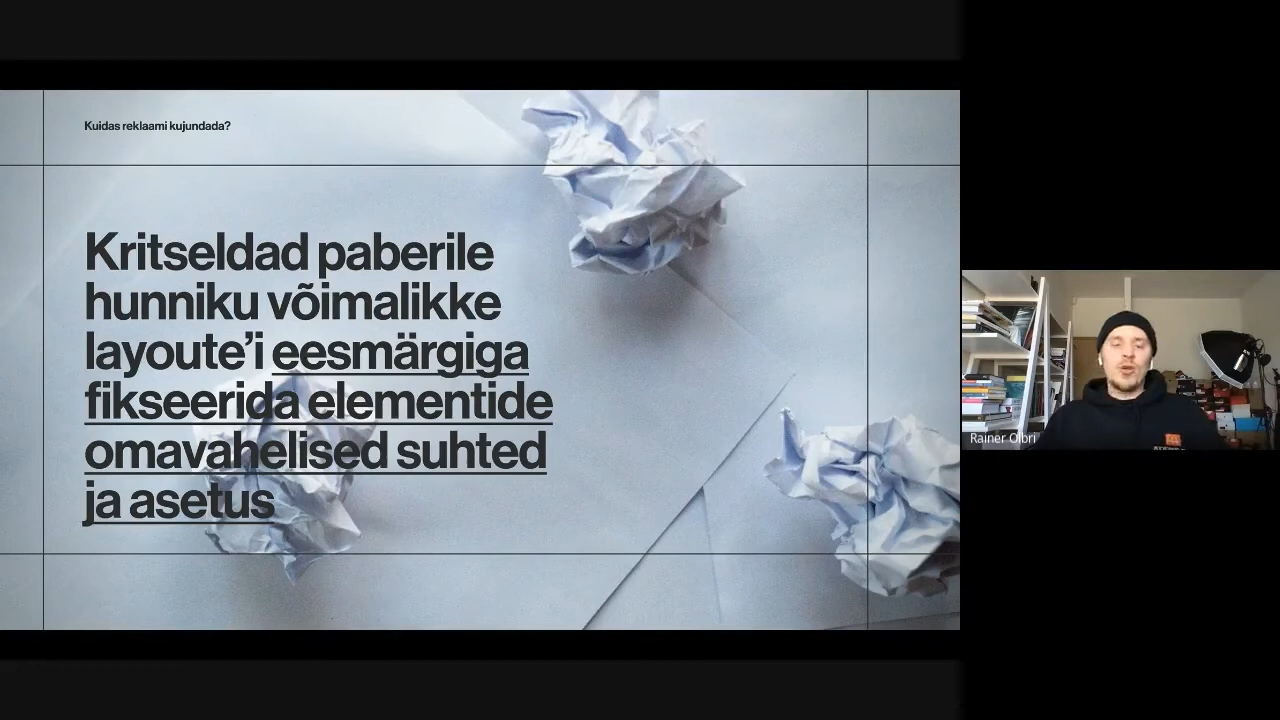 Kuidas reklaami kujundada?
Kritseldad paberile
hunniku võimalikke
layoute’i eesmärgiga
fikseerida elementide
omavahelised suhted
ja asetus
Rainer Olbri